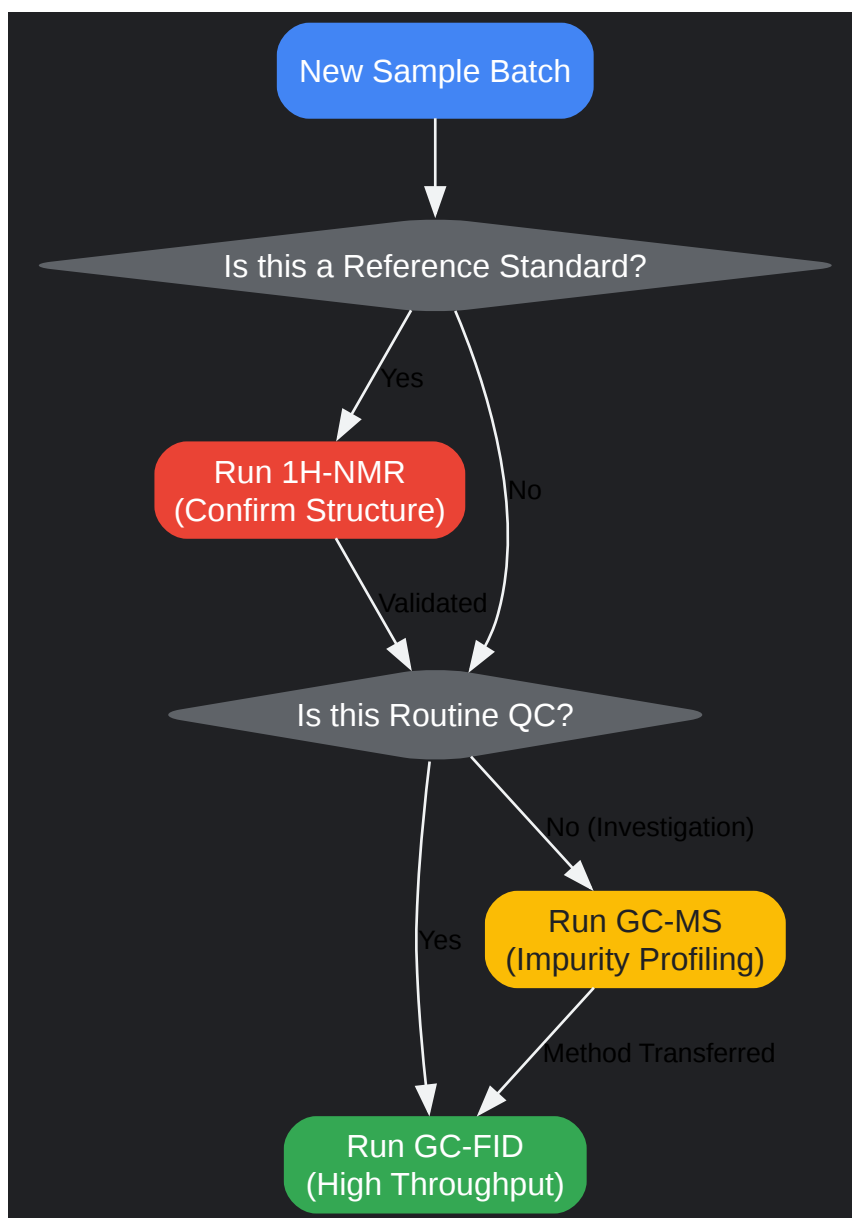 New Sample Batch
Is this a Reference Standard?
Yes
Run 1H-NMR
(Confirm Structure)
No
Validated
Is this Routine QC?
No (Investigation)
Run GC-MS
(Impurity Profiling)
Yes
Method Transferred
Run GC-FID
(High Throughput)